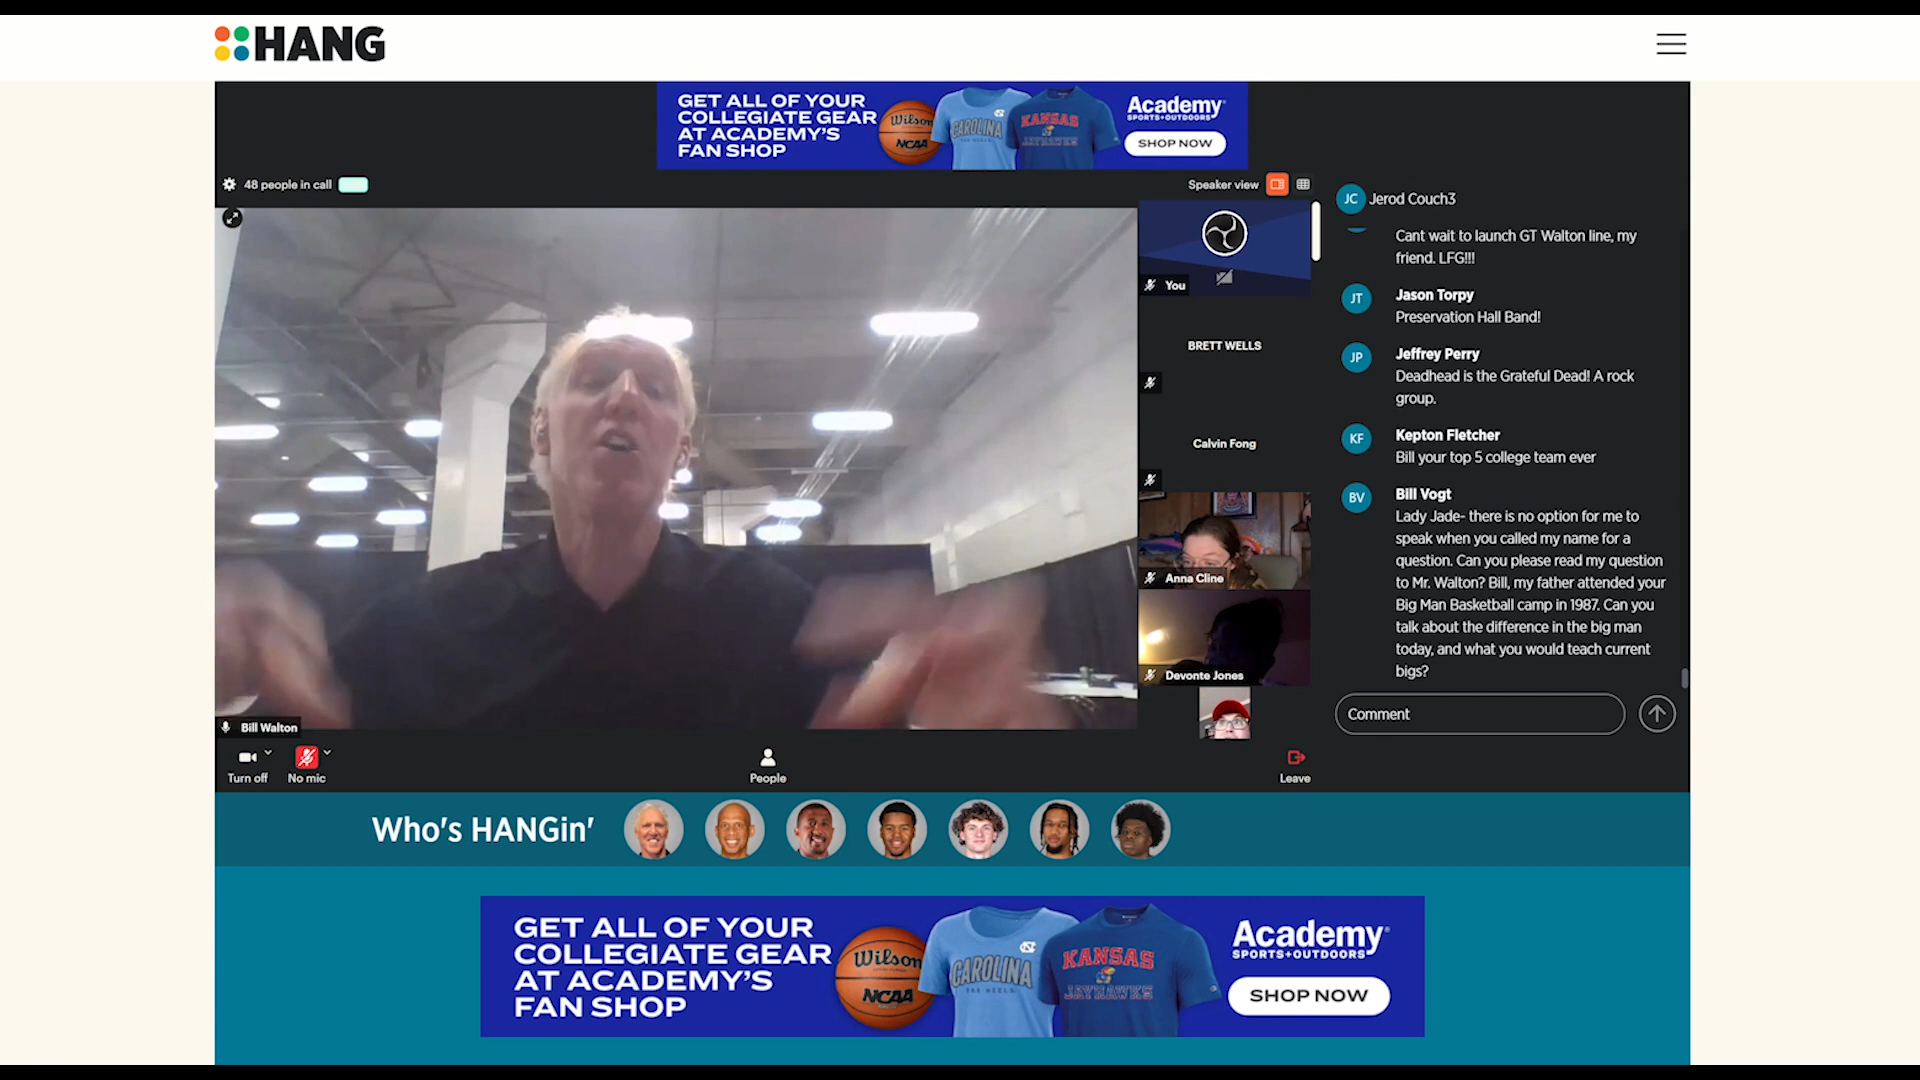 HANG
GET ALL OF YOUR
COLLEGIATE GEAR
AT ACADEMY'S
FAN SHOP
Wilson
NCAA
CAROLINA
TAR HEELS
KANSAS
JAYHAWKS
Academy
SPORTS+OUTDOORS
SHOP NOW
48 people in call
Speaker view
You
BRETT WELLS
Calvin Fong
Anna Cline
Devonte Jones
Bill Walton
Turn off
No mic
People
Leave
JC
Jerod Couch3
Cant wait to launch GT Walton line, my
friend. LFG!!!
JT
Jason Torpy
Preservation Hall Band!
JP
Jeffrey Perry
Deadhead is the Grateful Dead! A rock
group.
KF
Kepton Fletcher
Bill your top 5 college team ever
BV
Bill Vogt
Lady Jade- there is no option for me to
speak when you called my name for a
question. Can you please read my question
to Mr. Walton? Bill, my father attended your
Big Man Basketball camp in 1987. Can you
talk about the difference in the big man
today, and what you would teach current
bigs?
Comment
Who's HANGin'
GET ALL OF YOUR
COLLEGIATE GEAR
AT ACADEMY'S
FAN SHOP
Wilson
NCAA
CAROLINA
TAR HEELS
KANSAS
JAYHAWKS
Academy
SPORTS+OUTDOORS
SHOP NOW